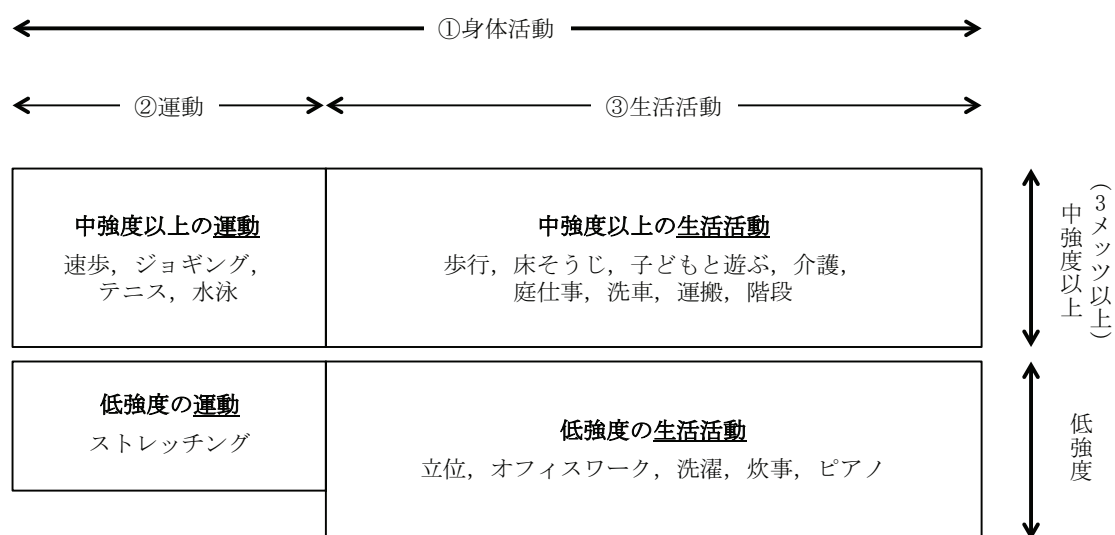 ①身体活動
②運動
③生活活動
中強度以上の運動
速歩，ジョギング，
テニス，水泳
中強度以上の生活活動
歩行，床そうじ，子どもと遊ぶ，介護，
庭仕事，洗車，運搬，階段
（3メッツ以上）
中強度以上
低強度の運動
ストレッチング
低強度の生活活動
立位，オフィスワーク，洗濯，炊事，ピアノ
低強度